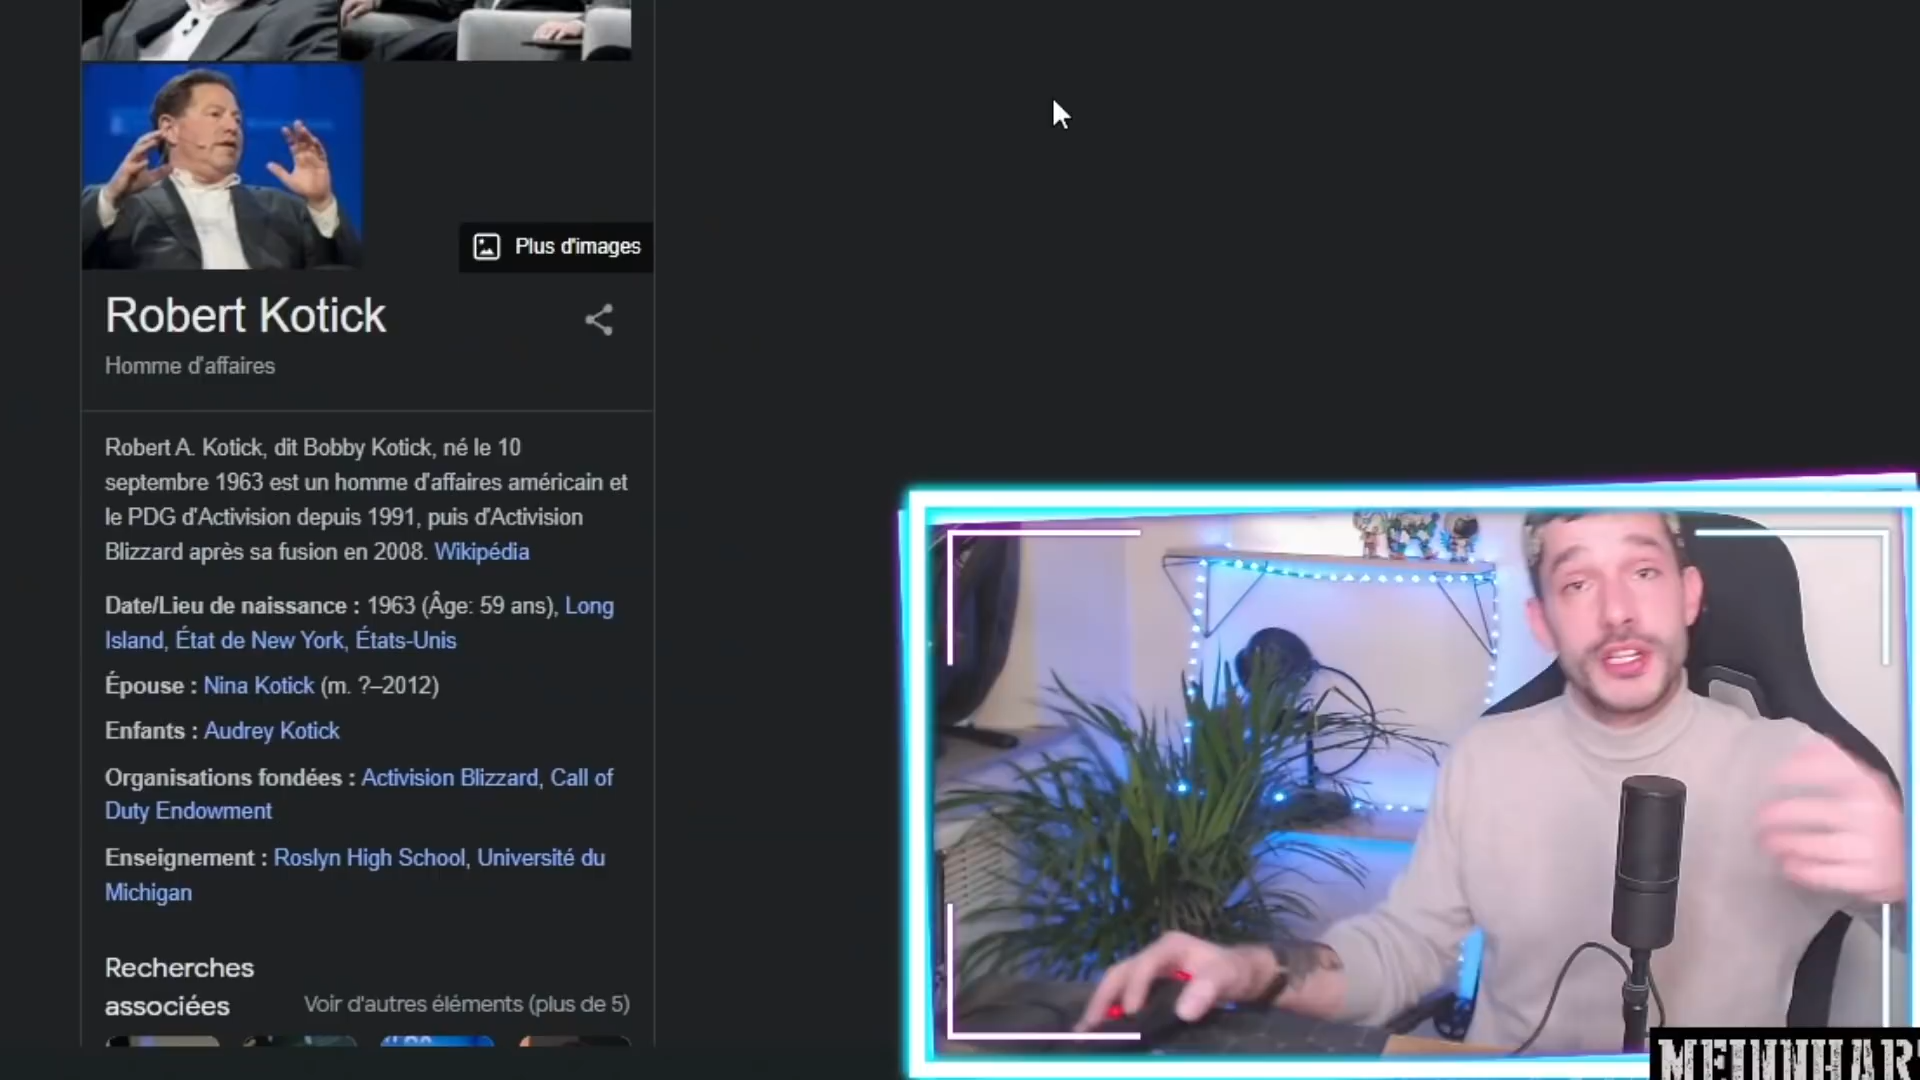 Plus d'images
Robert Kotick
Homme d'affaires
Robert A. Kotick, dit Bobby Kotick, né le 10
septembre 1963 est un homme d'affaires américain et
le PDG d'Activision depuis 1991, puis d'Activision
Blizzard après sa fusion en 2008. Wikipédia
Date/Lieu de naissance : 1963 (Âge: 59 ans), Long
Island, État de New York, États-Unis
Épouse : Nina Kotick (m. ?–2012)
Enfants : Audrey Kotick
Organisations fondées : Activision Blizzard, Call of
Duty Endowment
Enseignement : Roslyn High School, Université du
Michigan
Recherches
associées
Voir d'autres éléments (plus de 5)
MEINNHAR